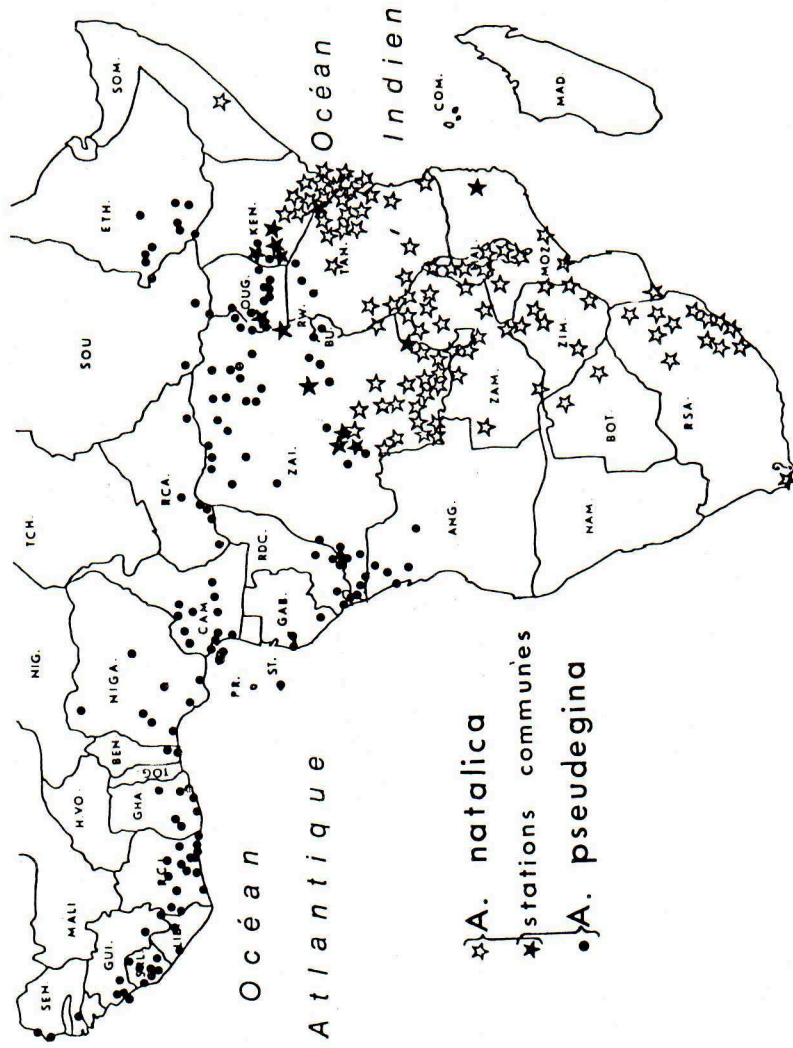 SOM.
ETH.
SOU
TCH.
NIG.
NIGA.
H.VO.
MALI
SEN.
GUI.
LIB.
R.C.I.
GHA
TOG
BEN
CAM.
RCA.
P.R.
ST.
GAB.
RDC.
ZAI.
OUG.
KEN.
RW.
BU.
TAN.
Océan
Indien
COM.
MAD.
ANG.
ZAM.
MOZ.
ZIM.
NAM.
BOT.
RSA.
?
Océan
Atlantique
A. natalica
stations communes
A. pseudegina